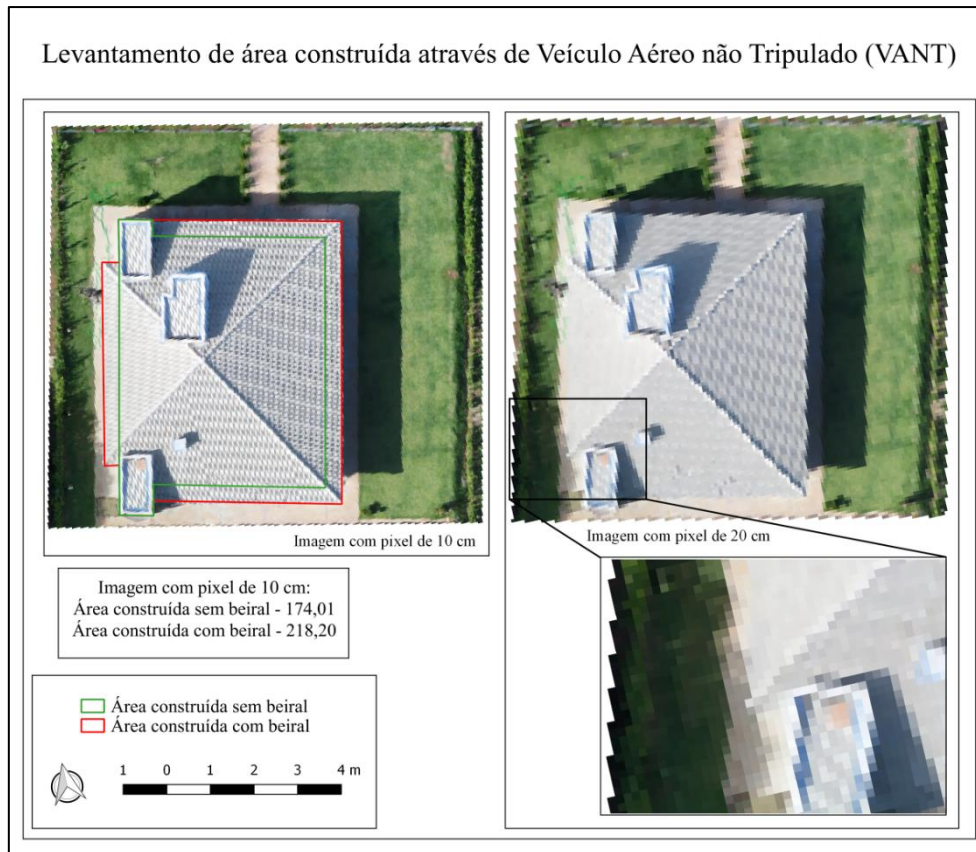 Levantamento de área construída através de Veículo Aéreo não Tripulado (VANT)
Imagem com pixel de 10 cm
Imagem com pixel de 20 cm
Imagem com pixel de 10 cm:
Área construída sem beiral - 174,01
Área construída com beiral - 218,20
Área construída sem beiral
Área construída com beiral
1 0 1 2 3 4 m